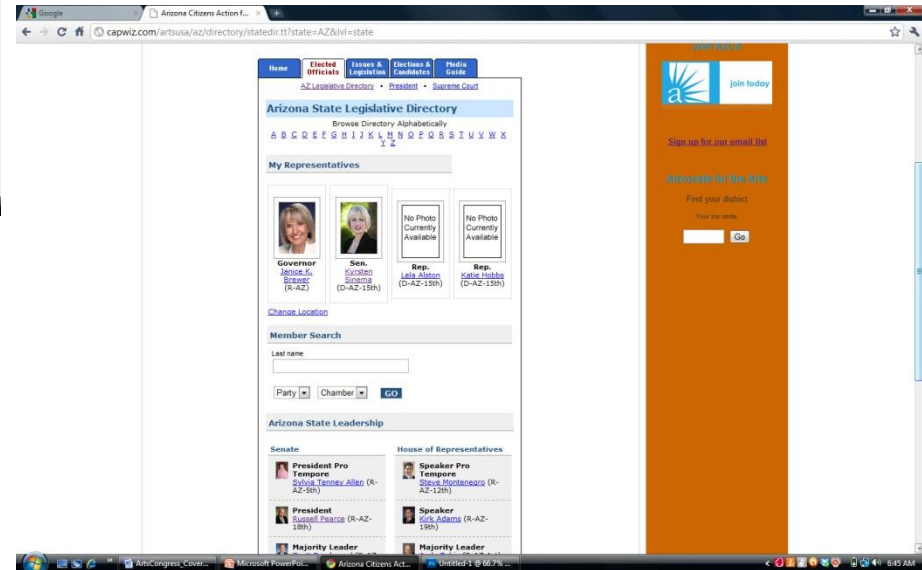 Google
Arizona Citizens Action f...
capwiz.com/artsusa/az/directory/statedir.tt?state=AZ&lvl=state
Home
Elected Officials
Issues & Legislation
Elections & Candidates
Media Guide
AZ Legislative Directory • President • Supreme Court
Arizona State Legislative Directory
Browse Directory Alphabetically
A B C D E F G H I J K L M N O P Q R S T U V W X
Y Z
My Representatives
No Photo
Currently
Available
No Photo
Currently
Available
Governor
Janice K.
Brewer
(R-AZ)
Sen.
Kyrsten
Sinema
(D-AZ-15th)
Rep.
Lela Alston
(D-AZ-15th)
Rep.
Katie Hobbs
(D-AZ-15th)
Change Location
Member Search
Last name
Party
Chamber
GO
Arizona State Leadership
Senate
President Pro
Tempore
Sylvia Tenney Allen (R-
AZ-5th)
President
Russell Pearce (R-AZ-
18th)
Majority Leader
House of Representatives
Speaker Pro
Tempore
Steve Montenegro (R-
AZ-12th)
Speaker
Kirk Adams (R-AZ-
19th)
Majority Leader
join today
Sign up for our email list
Advocate for the Arts
Find your district
Your zip code:
Go
ArtsCongress_Cover...
Microsoft PowerPoi...
Arizona Citizens Act...
Untitled-1 @ 66.7% ...
6:45 AM